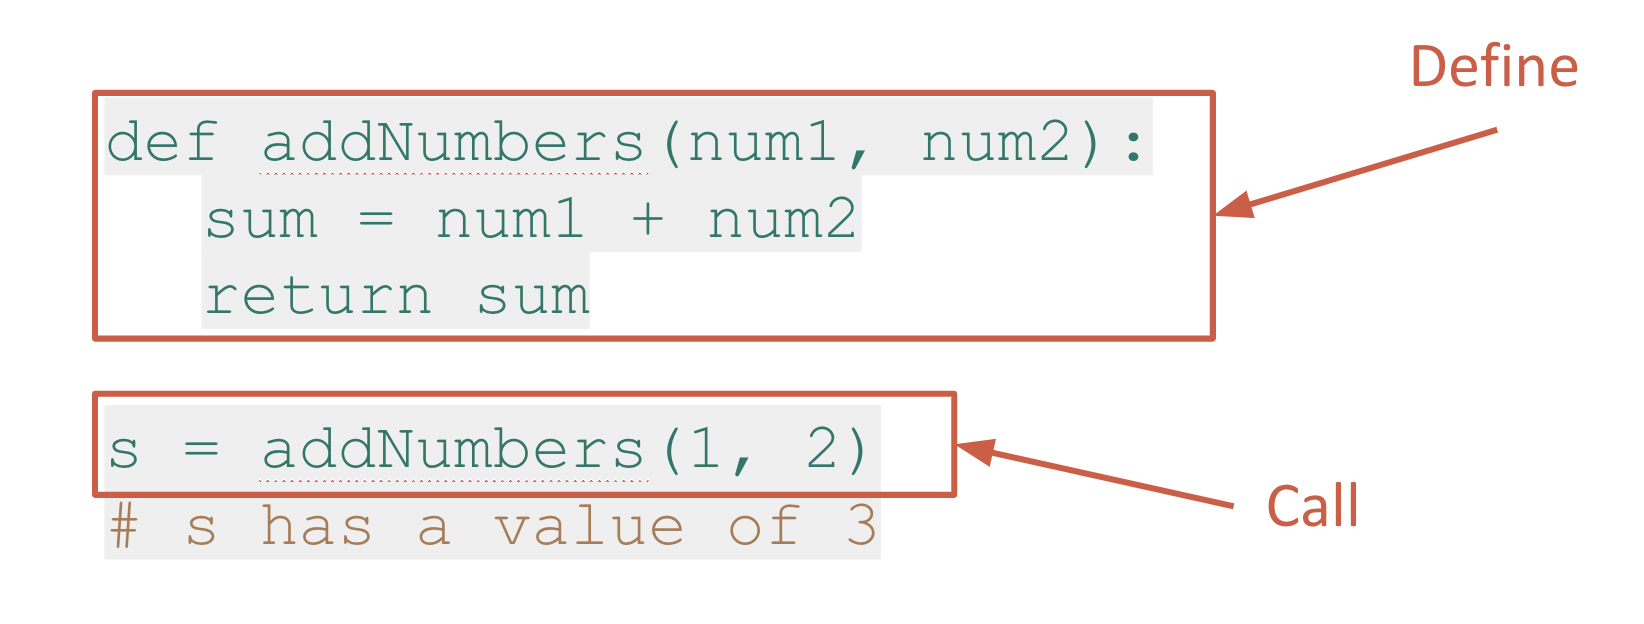 Define
def addNumbers(num1, num2):
sum = num1 + num2
return sum
s = addNumbers(1, 2)
# s has a value of 3
Call